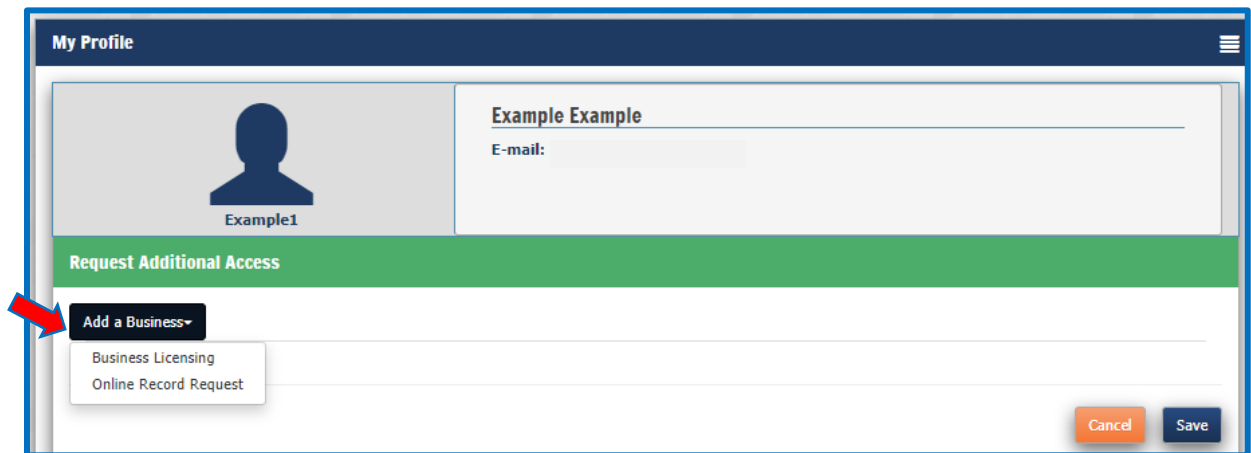 My Profile
Example Example
E-mail:
Example1
Request Additional Access
Add a Business
Business Licensing
Online Record Request
Cancel Save